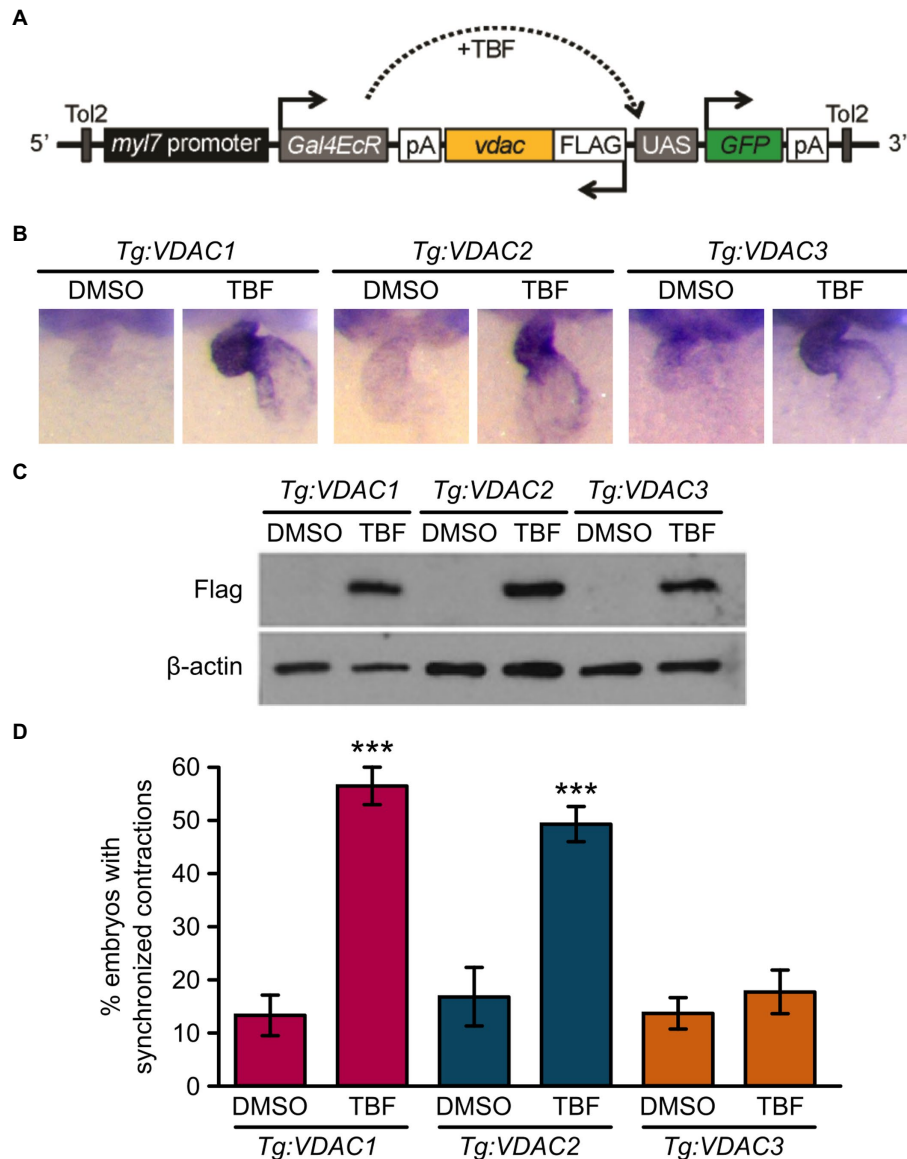 A
+TBF
Tol2 Tol2
5’ myl7 promoter Gal4EcR pA vdac FLAG UAS GFP pA 3’
B
Tg:VDAC1 Tg:VDAC2 Tg:VDAC3
DMSO TBF DMSO TBF DMSO TBF
C
Tg:VDAC1 Tg:VDAC2 Tg:VDAC3
DMSO TBF DMSO TBF DMSO TBF
Flag
β-actin
D
% embryos with
synchronized contractions
60
50
40
30
20
10
0
*** ***
DMSO TBF DMSO TBF DMSO TBF
Tg:VDAC1 Tg:VDAC2 Tg:VDAC3